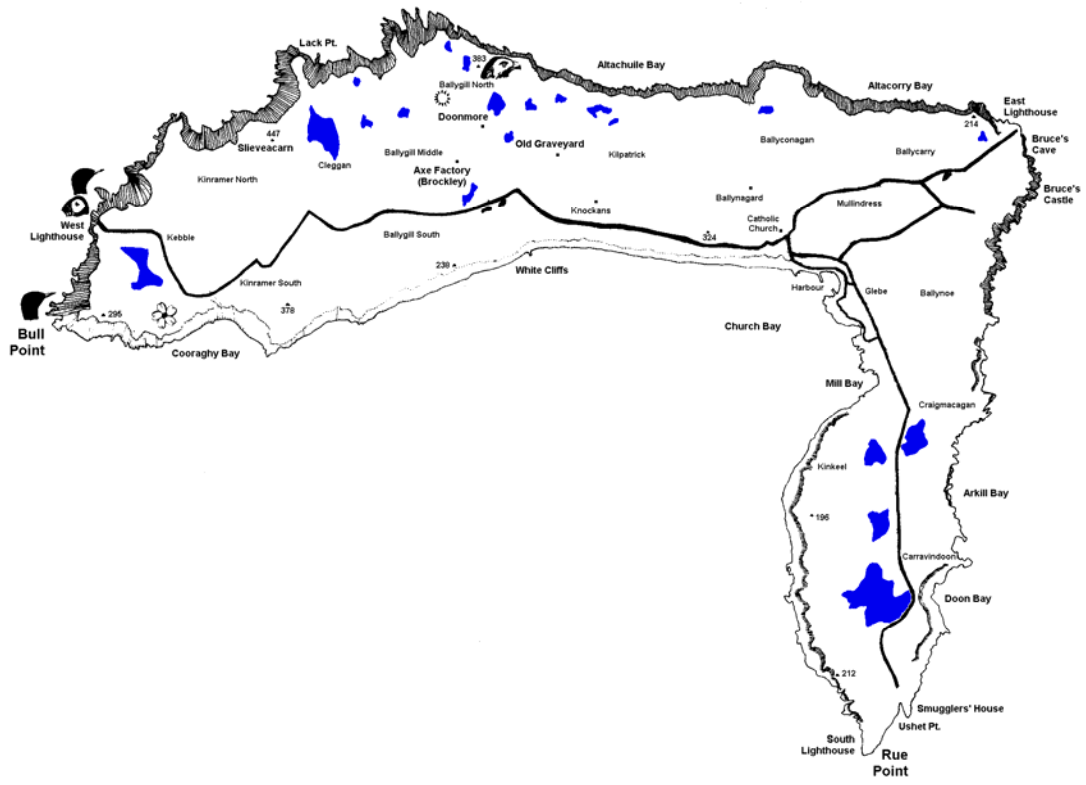 Lack Pt.
383
Altachuile Bay
Ballygill North
Altacorry Bay
East
Lighthouse
Doonmore
214
447
Slieveacarn
Old Graveyard
Ballyconagan
Bruce's
Cave
Cleggan
Ballygill Middle
Kilpatrick
Ballycarry
Axe Factory
(Brockley)
Kinramer North
Bruce's
Castle
Ballynagard
Mullindress
Knockans
West
Lighthouse
Kebble
Ballygill South
324
Catholic
Church
238
White Cliffs
Kinramer South
Harbour
Glebe
Ballynoe
295
378
Bull
Point
Church Bay
Cooraghy Bay
Mill Bay
Craigmacagan
Kinkeel
Arkill Bay
196
Carravindoon
Doon Bay
212
Smugglers' House
Ushet Pt.
South
Lighthouse
Rue
Point